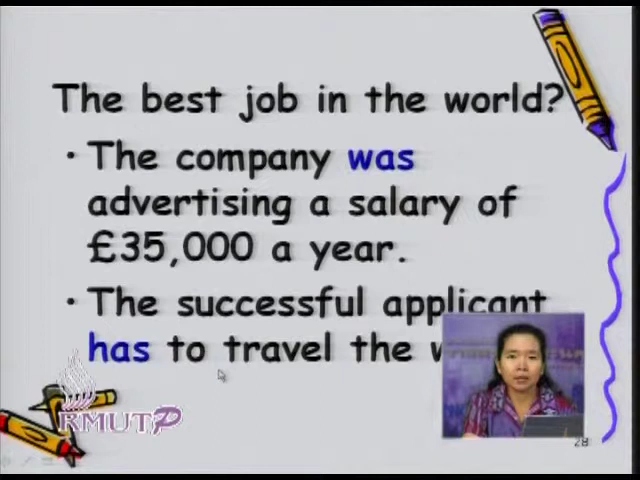 The best job in the world?
• The company was
advertising a salary of
£35,000 a year.
• The successful applicant
has to travel the
RMUTP
28